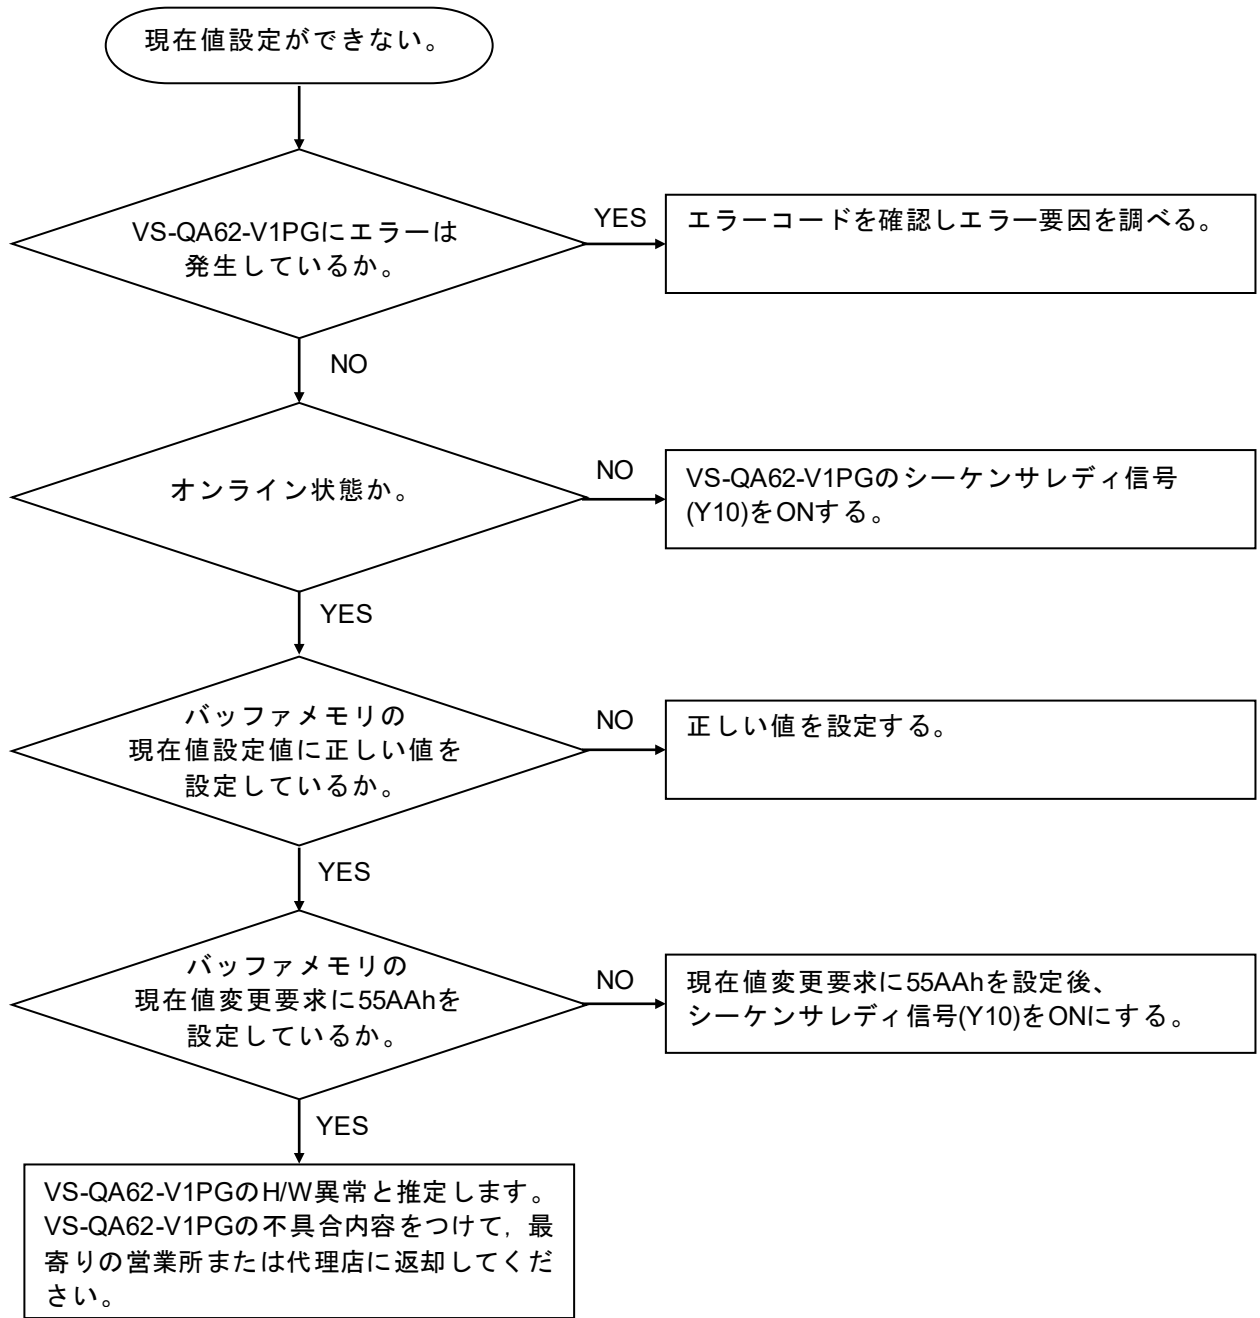 現在値設定ができない。
VS-QA62-V1PGにエラーは
発生しているか。
YES
エラーコードを確認しエラー要因を調べる。
NO
オンライン状態か。
NO
VS-QA62-V1PGのシーケンサレディ信号
(Y10)をONする。
YES
バッファメモリの
現在値設定値に正しい値を
設定しているか。
NO
正しい値を設定する。
YES
バッファメモリの
現在値変更要求に55AAhを
設定しているか。
NO
現在値変更要求に55AAhを設定後、
シーケンサレディ信号(Y10)をONにする。
YES
VS-QA62-V1PGのH/W異常と推定します。
VS-QA62-V1PGの不具合内容をつけて，最
寄りの営業所または代理店に返却してくだ
さい。